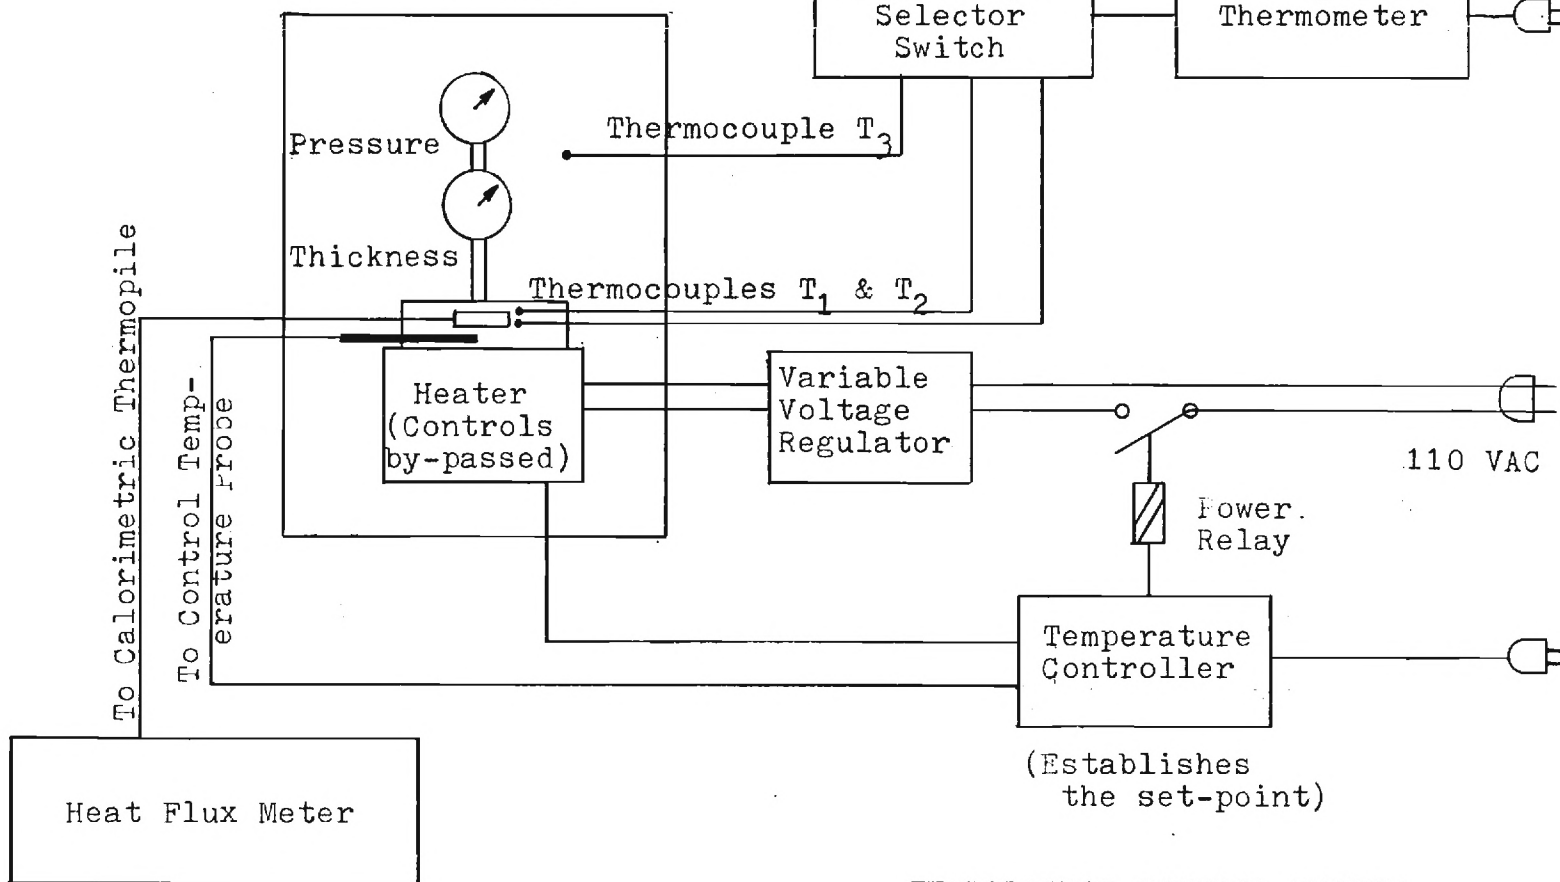 Selector
Switch
Thermometer
Pressure
Thermocouple T3
Thickness
Thermocouples T1 & T2
To Calorimetric Thermopile
To Control Temp-
erature Probe
Heater
(Controls
by-passed)
Variable
Voltage
Regulator
110 VAC
Power
Relay
Temperature
Controller
(Establishes
the set-point)
Heat Flux Meter